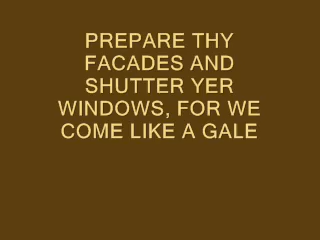 PREPARE THY
FACADES AND
SHUTTER YER
WINDOWS, FOR WE
COME LIKE A GALE